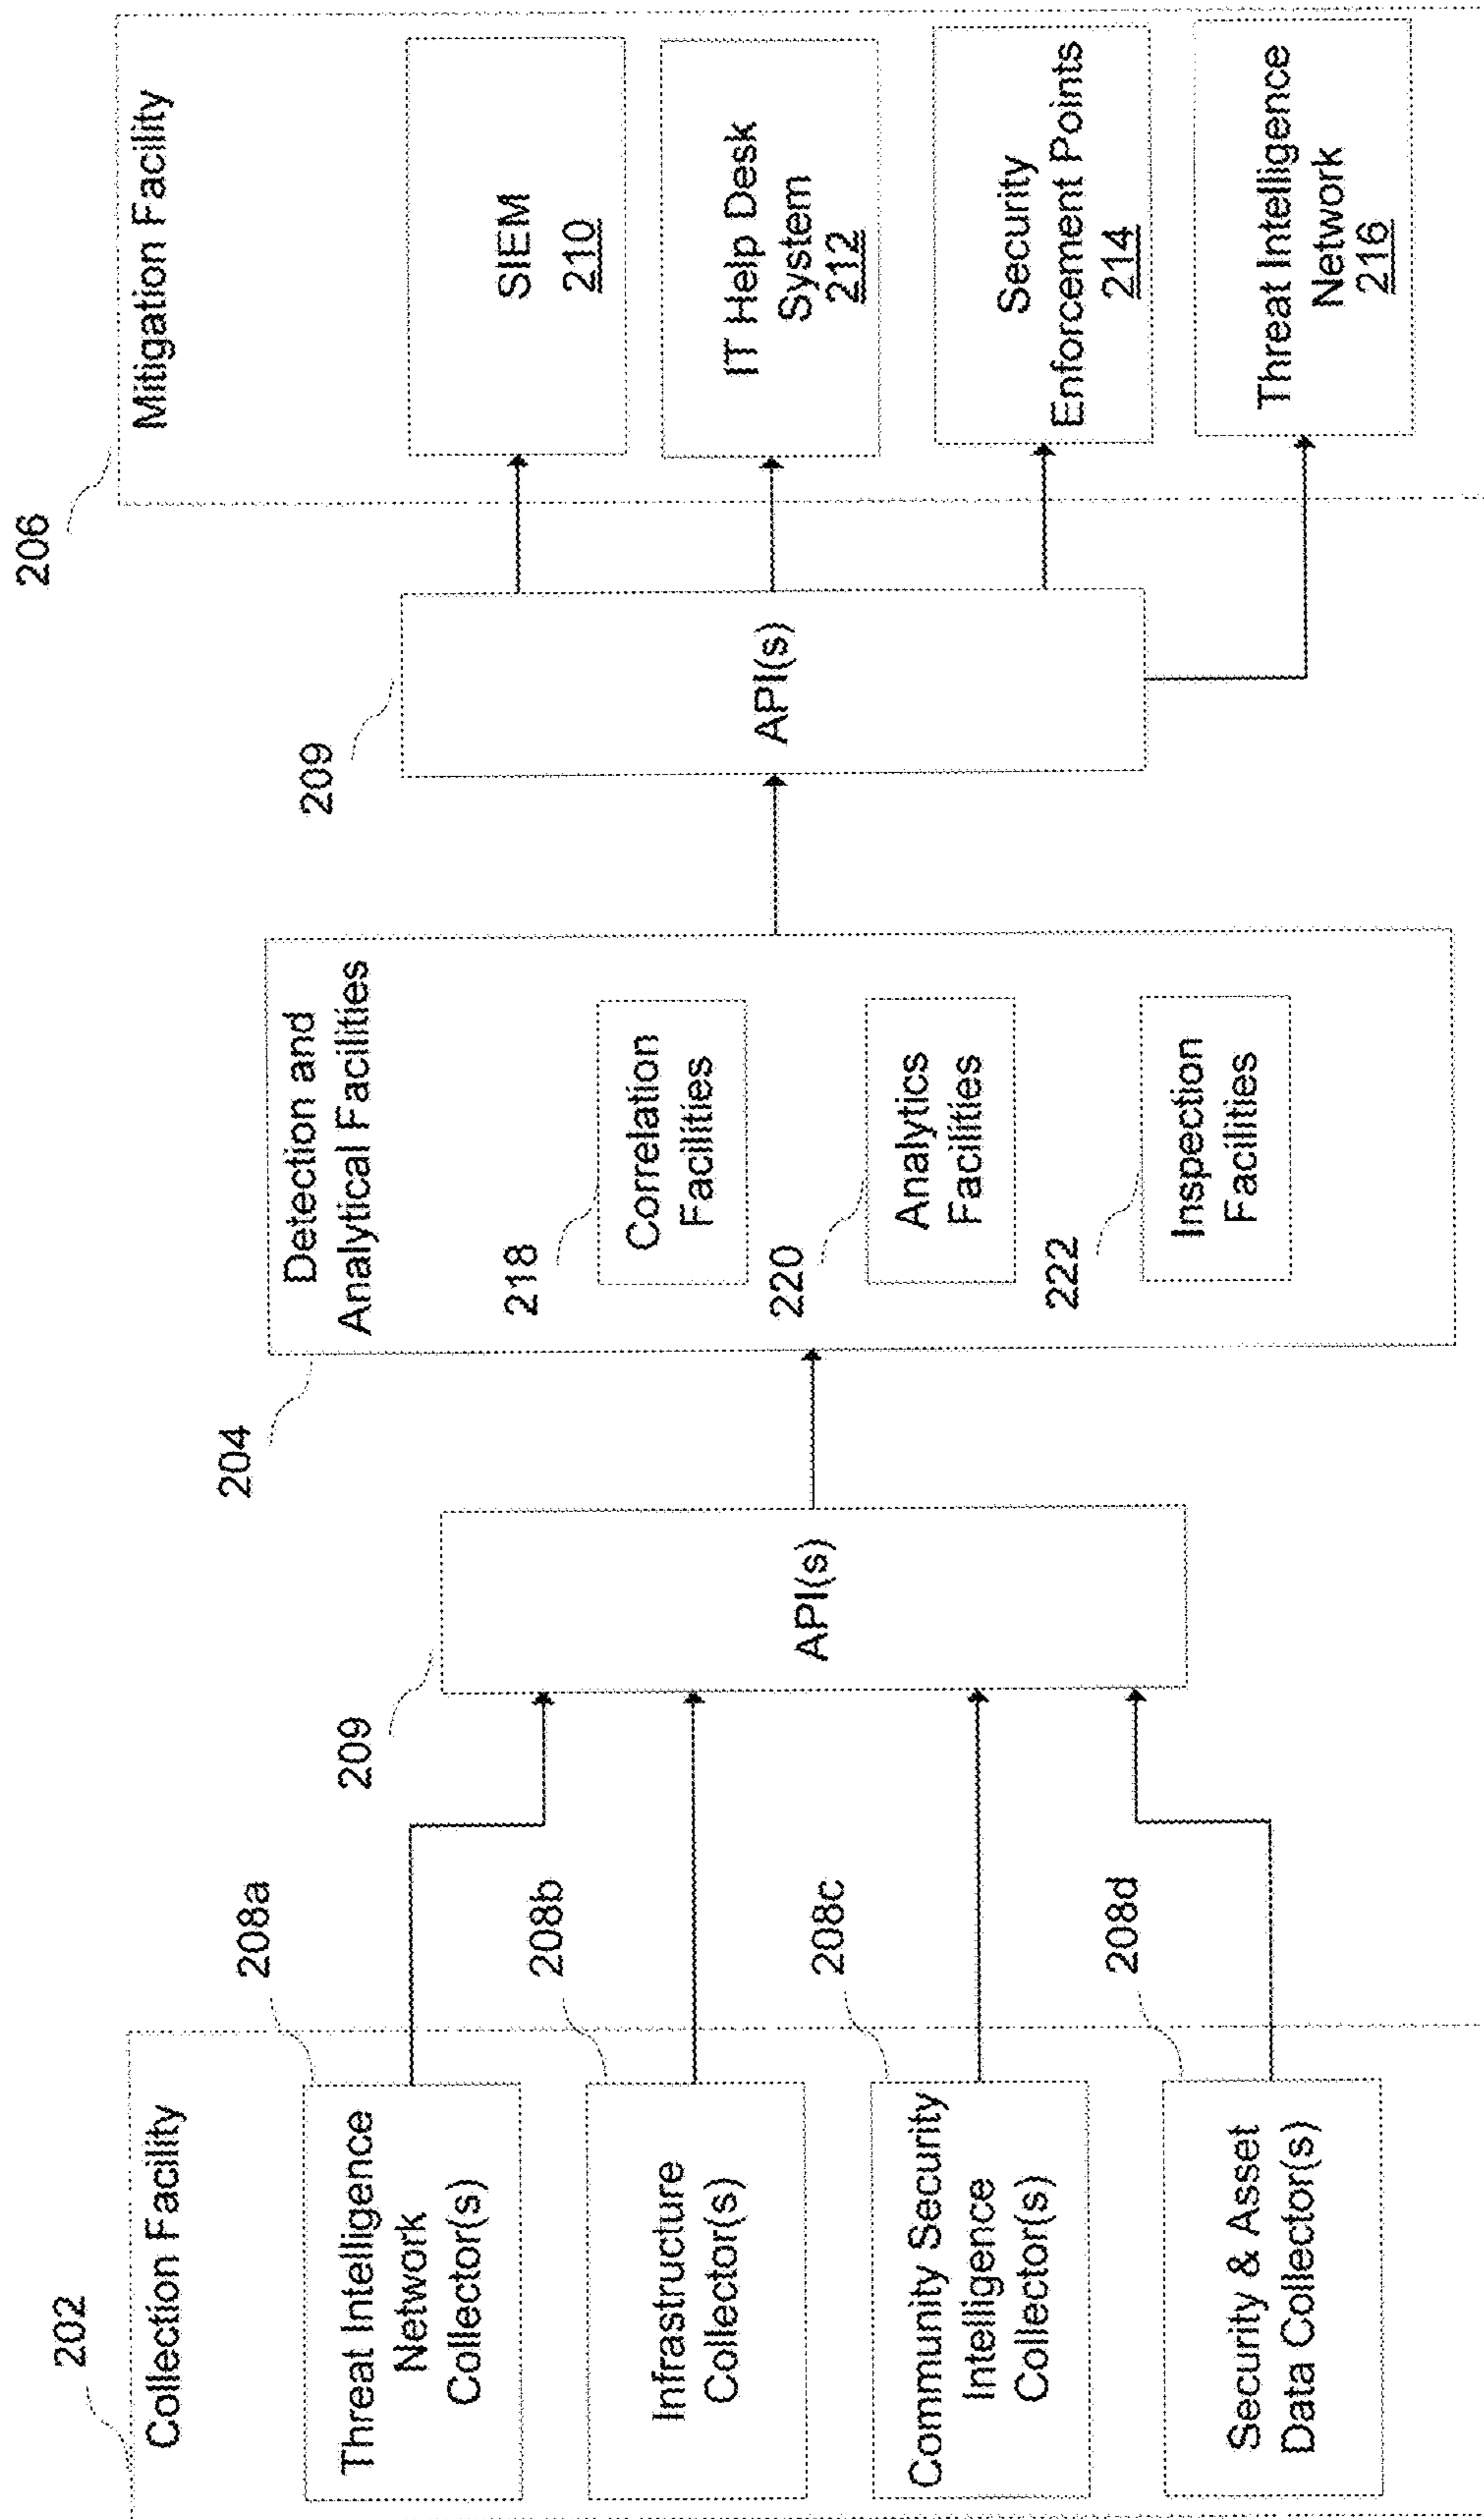 202
Collection Facility
208a
Threat Intelligence
Network
Collector(s)
208b
Infrastructure
Collector(s)
208c
Community Security
Intelligence
Collector(s)
208d
Security & Asset
Data Collector(s)
209
API(s)
204
Detection and
Analytical Facilities
218
Correlation
Facilities
220
Analytics
Facilities
222
Inspection
Facilities
209
API(s)
206
Mitigation Facility
SIEM
210
IT Help Desk
System
212
Security
Enforcement Points
214
Threat Intelligence
Network
216